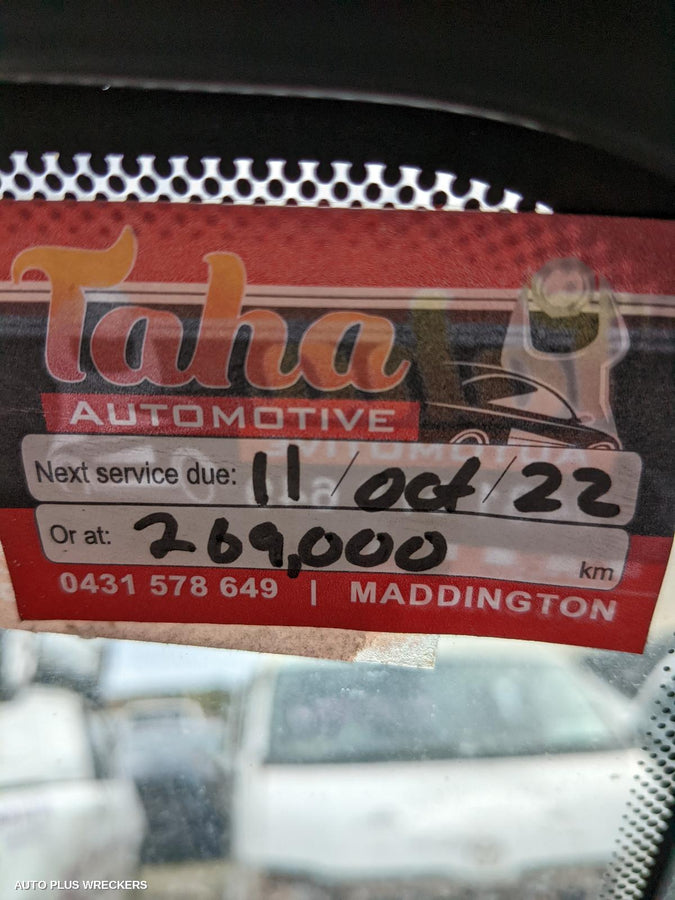 Taha
AUTOMOTIVE
Next service due: 11/oct/22
Or at: 269,000 km
0431 578 649 | MADDINGTON
AUTO PLUS WRECKERS